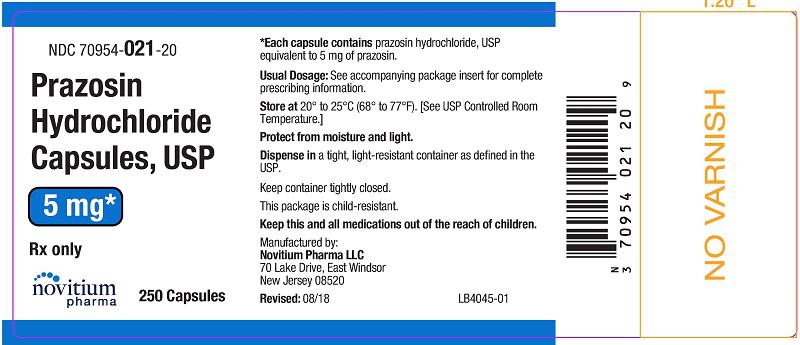 NDC 70954-021-20
Prazosin
Hydrochloride
Capsules, USP
5 mg*
Rx only
novitium
pharma
250 Capsules
*Each capsule contains prazosin hydrochloride, USP
equivalent to 5 mg of prazosin.
Usual Dosage: See accompanying package insert for complete
prescribing information.
Store at 20° to 25°C (68° to 77°F). [See USP Controlled Room
Temperature.]
Protect from moisture and light.
Dispense in a tight, light-resistant container as defined in the
USP.
Keep container tightly closed.
This package is child-resistant.
Keep this and all medications out of the reach of children.
Manufactured by:
Novitium Pharma LLC
70 Lake Drive, East Windsor
New Jersey 08520
Revised: 08/18
LB4045-01
N
3 70954 021 20 9
NO VARNISH